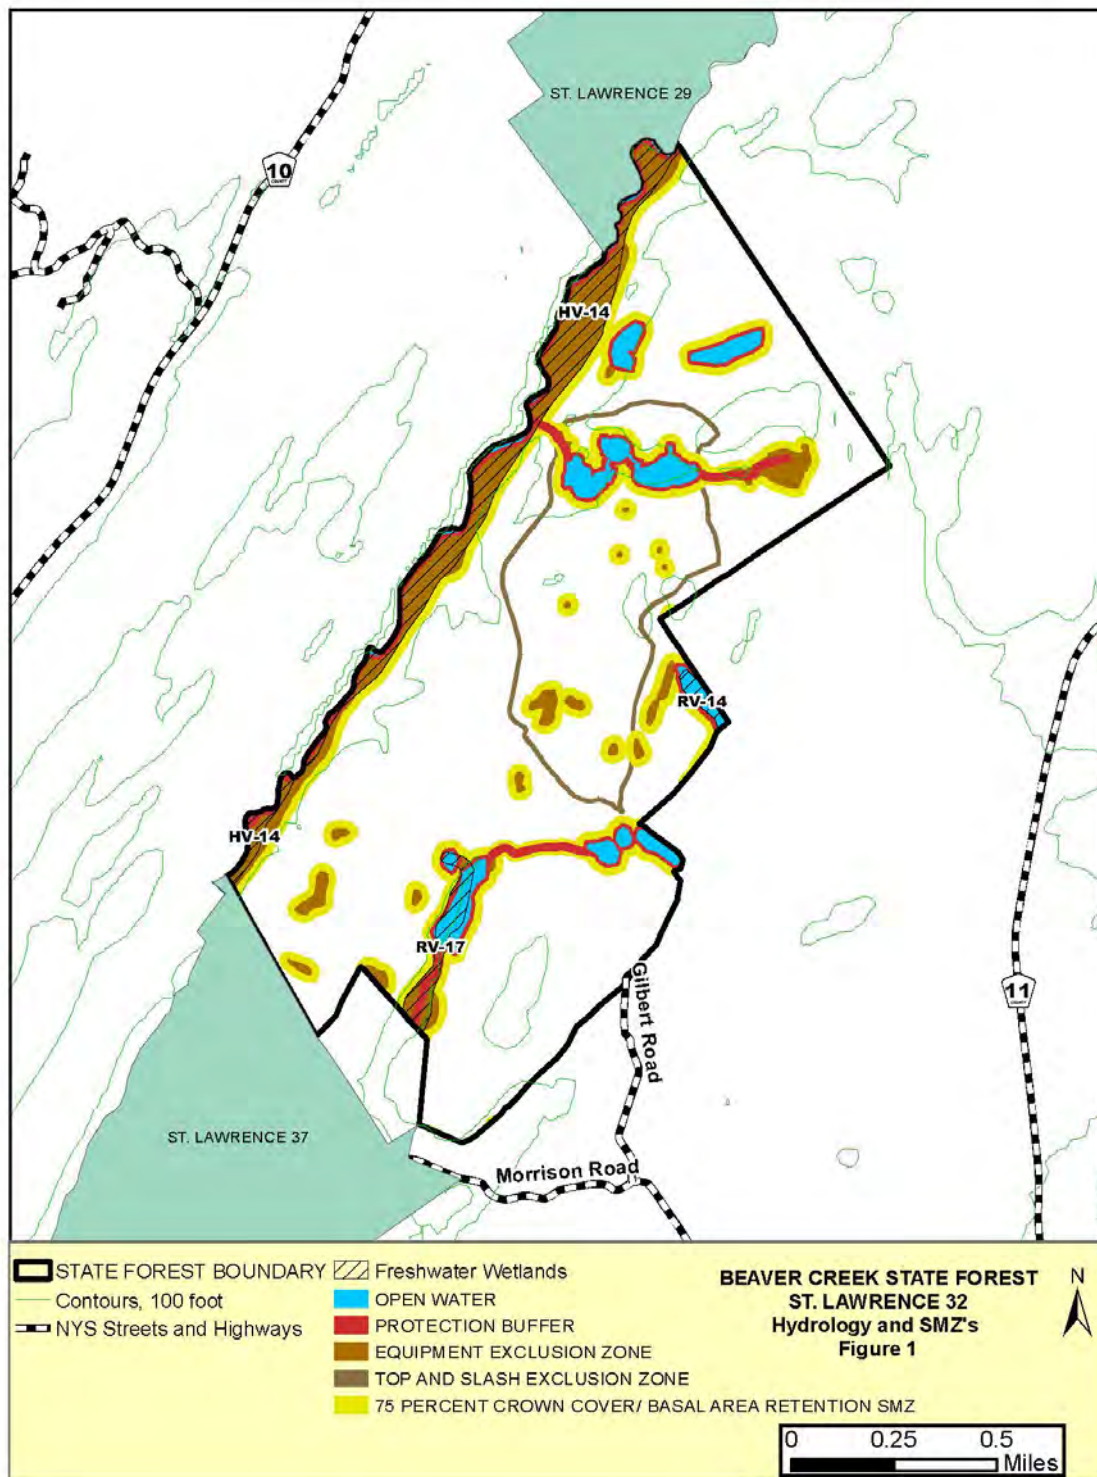 ST. LAWRENCE 29
10
COUNTY
HV-14
RV-14
HV-14
RV-17
Gilbert Road
11
COUNTY
ST. LAWRENCE 37
Morrison Road
STATE FOREST BOUNDARY
Contours, 100 foot
NYS Streets and Highways
Freshwater Wetlands
OPEN WATER
PROTECTION BUFFER
EQUIPMENT EXCLUSION ZONE
TOP AND SLASH EXCLUSION ZONE
75 PERCENT CROWN COVER/ BASAL AREA RETENTION SMZ
BEAVER CREEK STATE FOREST
ST. LAWRENCE 32
Hydrology and SMZ's
Figure 1
N
0 0.25 0.5
Miles